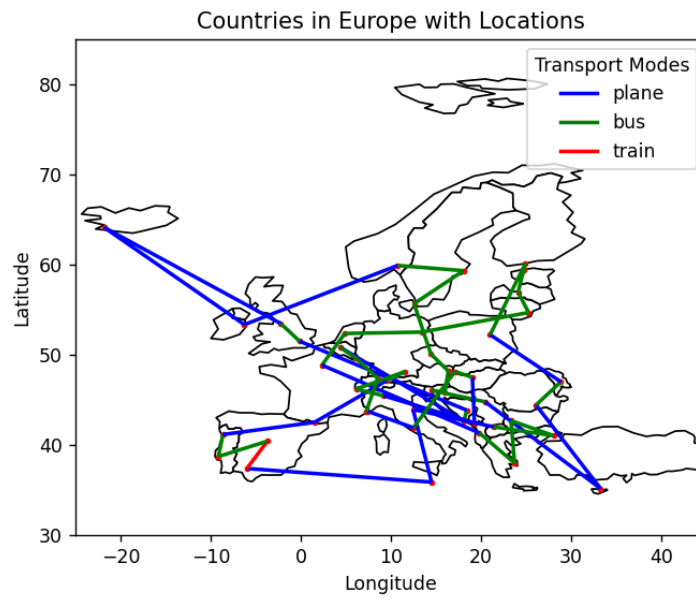 Countries in Europe with Locations
Transport Modes
plane
bus
train
Latitude
80
70
60
50
40
30
−20
−10
0
10
20
30
40
Longitude